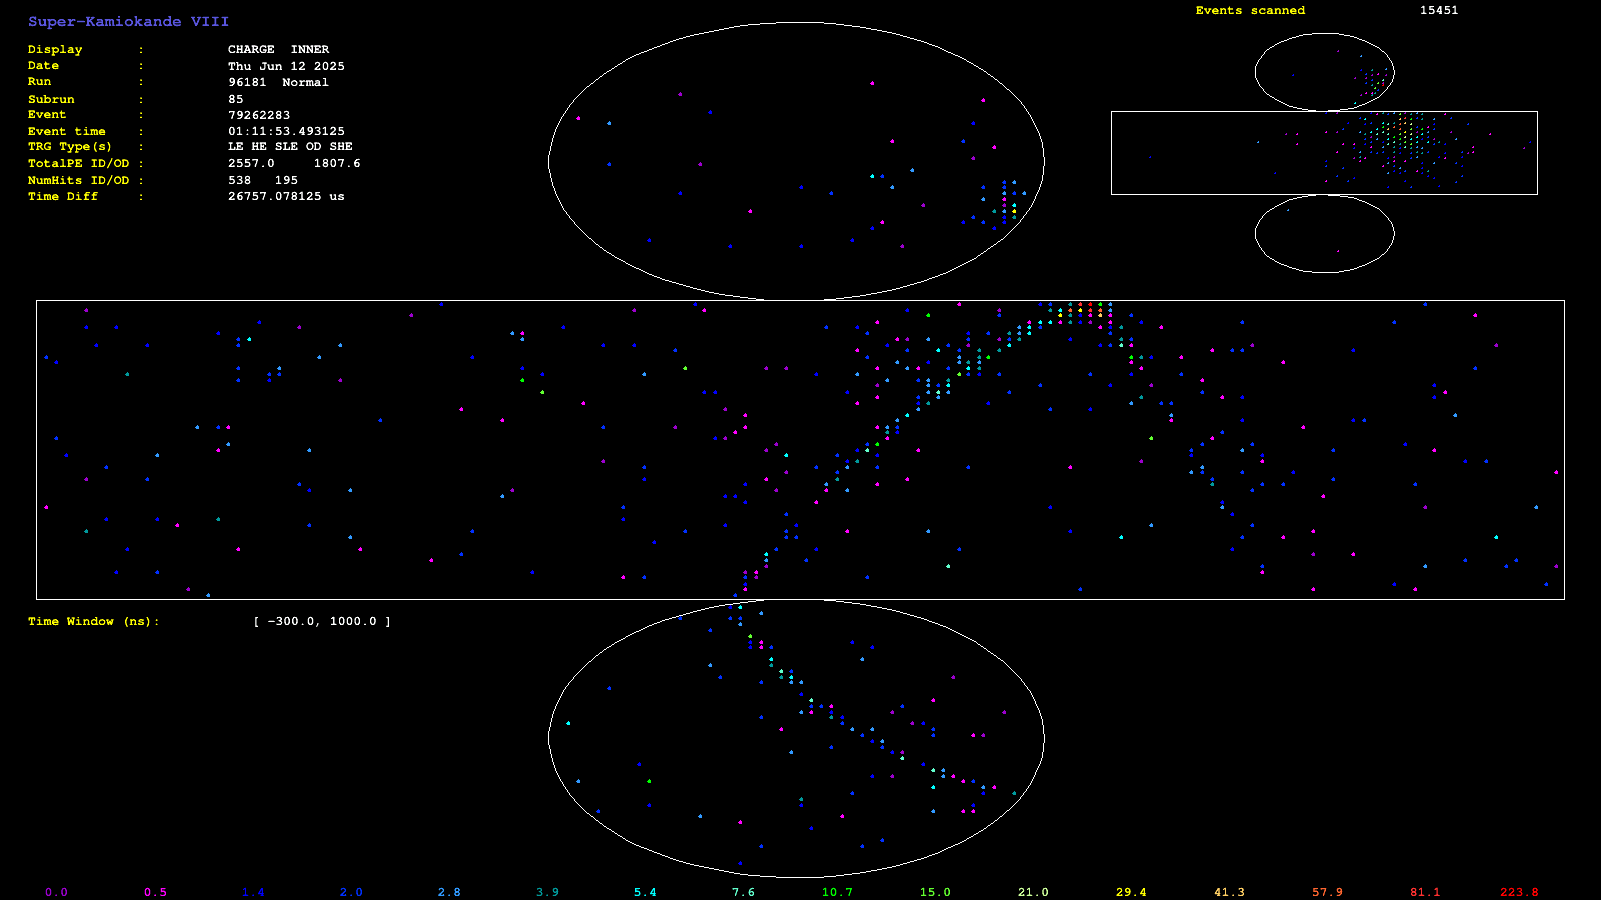 Super-Kamiokande VIII
Events scanned 15451
Display : CHARGE INNER
Date : Thu Jun 12 2025
Run : 96181 Normal
Subrun : 85
Event : 79262283
Event time : 01:11:53.493125
TRG Type(s) : LE HE SLE OD SHE
TotalPE ID/OD : 2557.0 1807.6
NumHits ID/OD : 538 195
Time Diff : 26757.078125 us
Time Window (ns): [ -300.0, 1000.0 ]
0.0 0.5 1.4 2.0 2.8 3.9 5.4 7.6 10.7 15.0 21.0 29.4 41.3 57.9 81.1 223.8